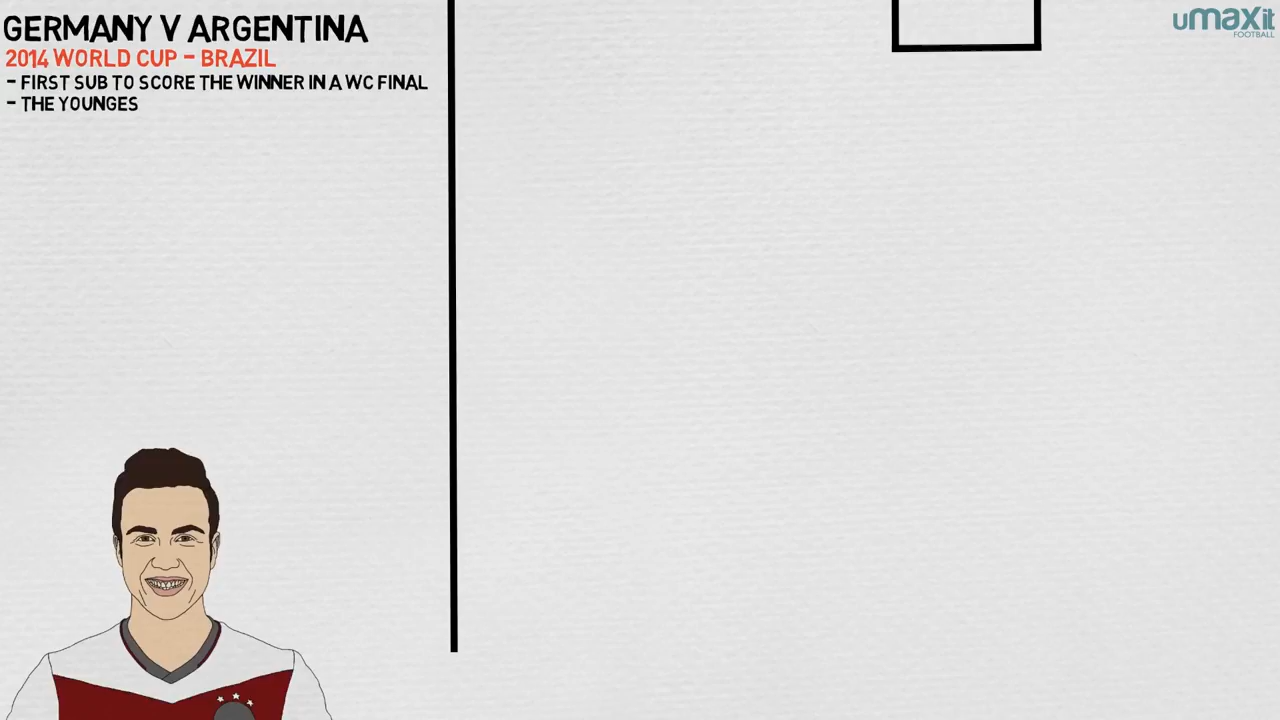 GERMANY V ARGENTINA
2014 WORLD CUP - BRAZIL
- FIRST SUB TO SCORE THE WINNER IN A WC FINAL
- THE YOUNGES
umaxit
FOOTBALL